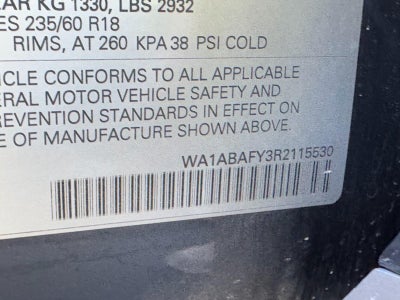 EAR KG 1330, LBS 2932
ES 235/60 R18
RIMS, AT 260 KPA 38 PSI COLD
ICLE CONFORMS TO ALL APPLICABLE
ERAL MOTOR VEHICLE SAFETY AND
REVENTION STANDARDS IN EFFECT ON
E OF MANUFACTURE SHOWN ABOVE.
WA1ABAFY3R2115530